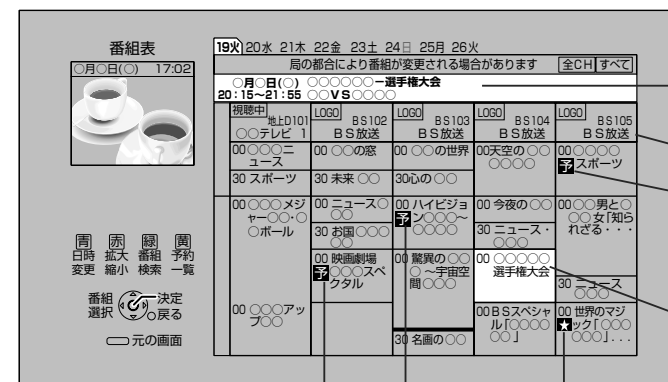 番組表
○月○日(○) 17:02
19火 20水 21木 22金 23土 24日 25月 26火
局の都合により番組が変更される場合があります 全CH すべて
○月○日(○) ○○○○○○-選手権大会
20:15~21:55 ○○VS○○○○
視聴中 地上D101
○○テレビ 1
LOGO BS102
BS放送
LOGO BS103
BS放送
LOGO BS104
BS放送
LOGO BS105
BS放送
00○○○ニ
ュース
30 スポーツ
00○○○メジ
ャー○○・○
○ボール
00 ○○○アッ
プ○○
00 ○○の窓
30 未来 ○○
00 ニュース○
○○
30 お国○○○
○○
00 映画劇場
予○○○スペ
クタル
00 ○○の世界
30心の○○
00 ハイビジョ
予ン○○○~
○○○○
00 驚異の○○
○ ~宇宙空
間○○○
30 名画の○○
00天空の○○
○○○○
00 今夜の○○
30 ニュース・
○○○
00 ○○○○○
選手権大会
00BSスペシャ
ル「○○○○
○○」
00○○○○
予スポーツ
00○○男と○
○○女「知ら
れざる・・・
30 ニュース
○○○
00 世界のマジ
★ック「○○○
○○○」...
青 赤 緑 黄
日時 拡大 番組 予約
変更 縮小 検索 一覧
番組
選択
決定
戻る
元の画面